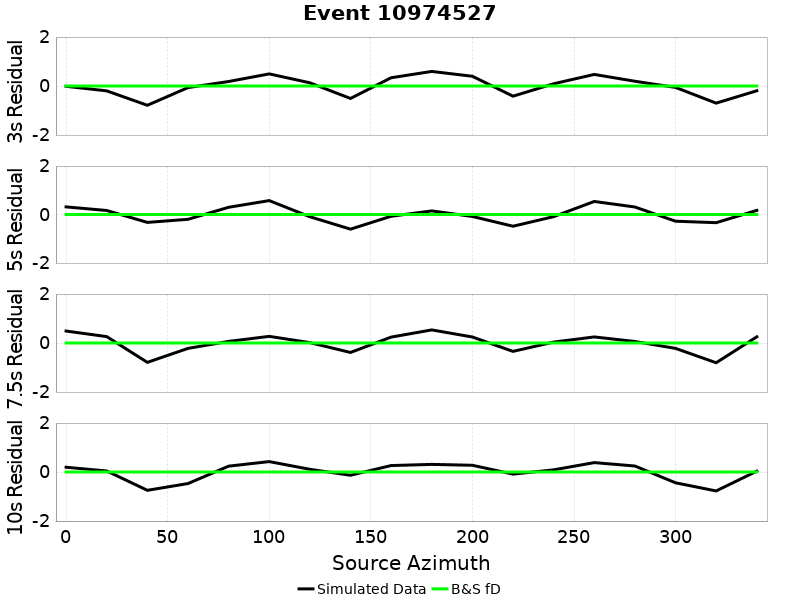 Event 10974527
3s Residual
2
0
-2
5s Residual
2
0
-2
7.5s Residual
2
0
-2
10s Residual
2
0
-2
0 50 100 150 200 250 300
Source Azimuth
Simulated Data B&S fD